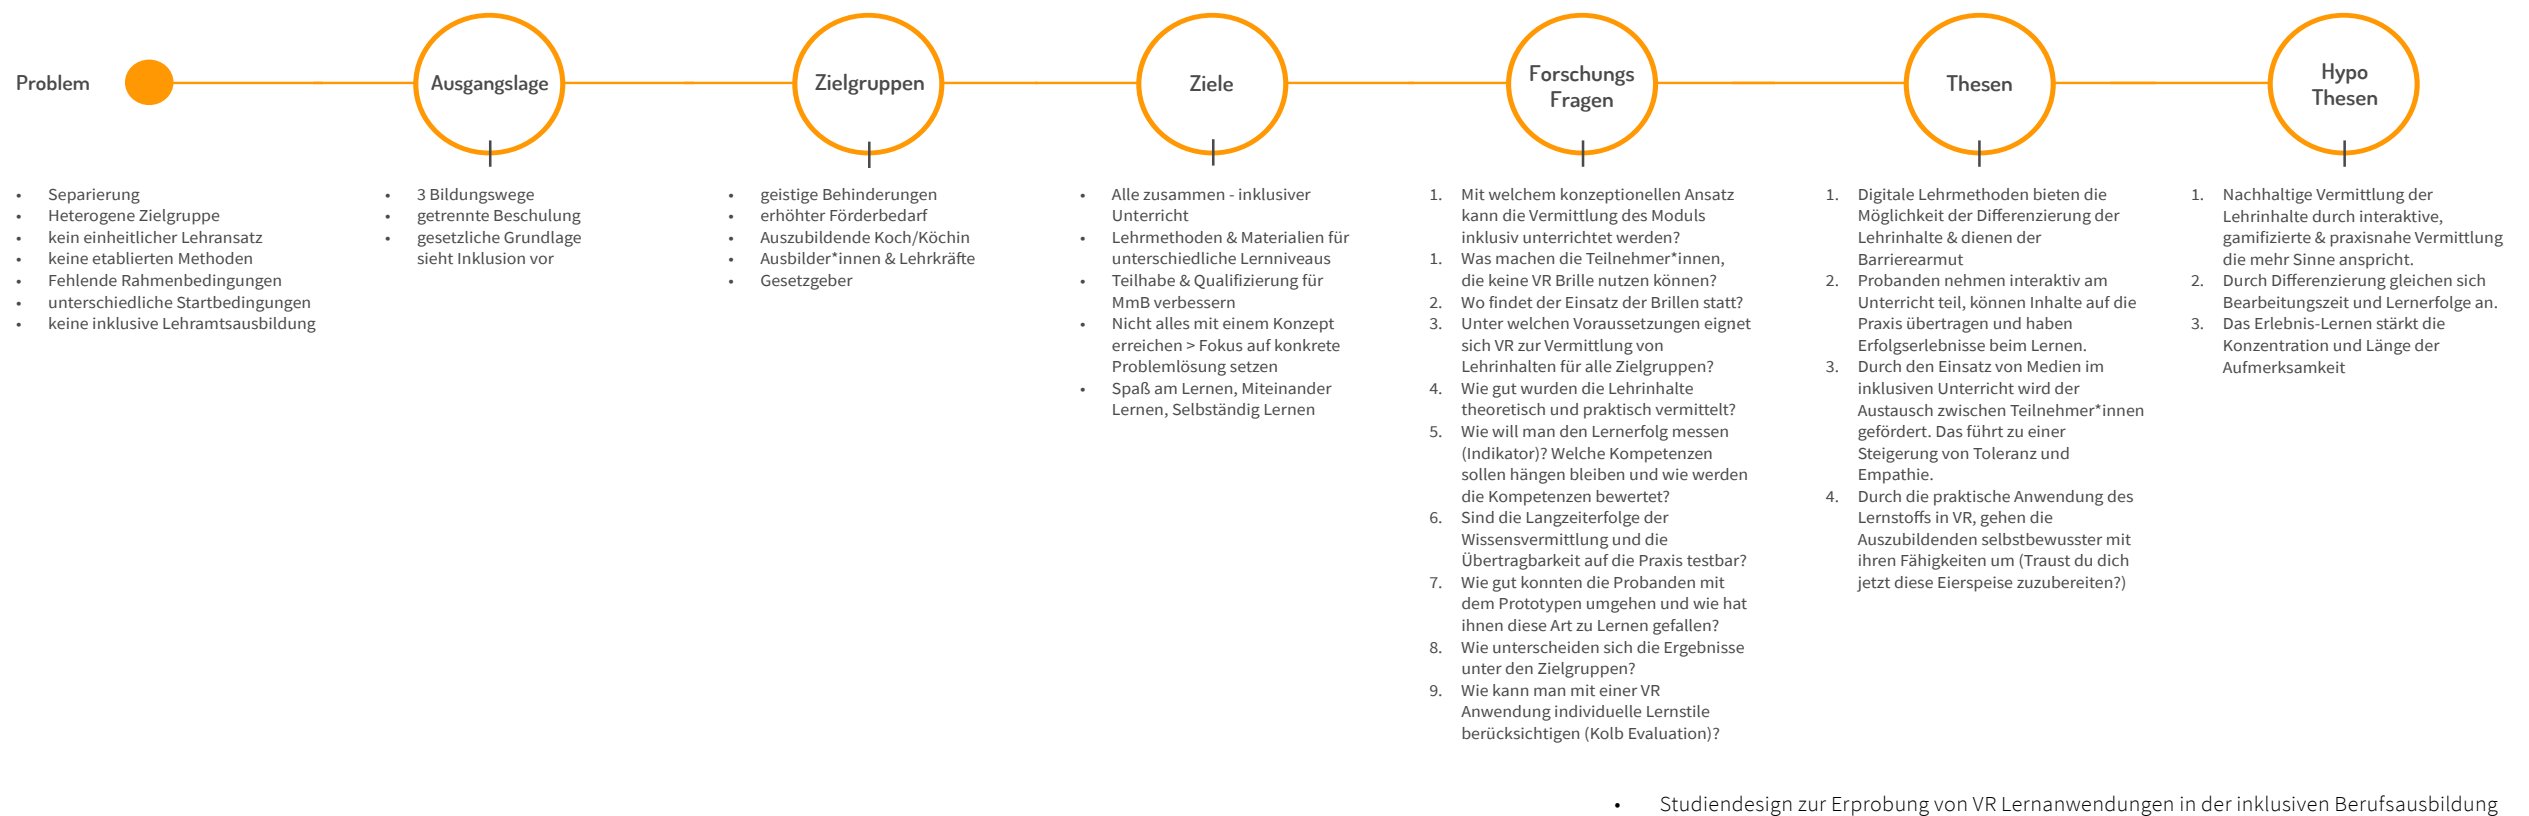 Problem
Ausgangslage
Zielgruppen
Ziele
Forschungs
Fragen
Thesen
Hypo
Thesen
• Separierung
• Heterogene Zielgruppe
• kein einheitlicher Lehransatz
• keine etablierten Methoden
• Fehlende Rahmenbedingungen
• unterschiedliche Startbedingungen
• keine inklusive Lehramtsausbildung
• 3 Bildungswege
• getrennte Beschulung
• gesetzliche Grundlage
sieht Inklusion vor
• geistige Behinderungen
• erhöhter Förderbedarf
• Auszubildende Koch/Köchin
• Ausbilder*innen & Lehrkräfte
• Gesetzgeber
• Alle zusammen - inklusiver
Unterricht
• Lehrmethoden & Materialien für
unterschiedliche Lernniveaus
• Teilhabe & Qualifizierung für
MmB verbessern
• Nicht alles mit einem Konzept
erreichen > Fokus auf konkrete
Problemlösung setzen
• Spaß am Lernen, Miteinander
Lernen, Selbständig Lernen
1. Mit welchem konzeptionellen Ansatz
kann die Vermittlung des Moduls
inklusiv unterrichtet werden?
1. Was machen die Teilnehmer*innen,
die keine VR Brille nutzen können?
2. Wo findet der Einsatz der Brillen statt?
3. Unter welchen Voraussetzungen eignet
sich VR zur Vermittlung von
Lehrinhalten für alle Zielgruppen?
4. Wie gut wurden die Lehrinhalte
theoretisch und praktisch vermittelt?
5. Wie will man den Lernerfolg messen
(Indikator)? Welche Kompetenzen
sollen hängen bleiben und wie werden
die Kompetenzen bewertet?
6. Sind die Langzeiterfolge der
Wissensvermittlung und die
Übertragbarkeit auf die Praxis testbar?
7. Wie gut konnten die Probanden mit
dem Prototypen umgehen und wie hat
ihnen diese Art zu Lernen gefallen?
8. Wie unterscheiden sich die Ergebnisse
unter den Zielgruppen?
9. Wie kann man mit einer VR
Anwendung individuelle Lernstile
berücksichtigen (Kolb Evaluation)?
1. Digitale Lehrmethoden bieten die
Möglichkeit der Differenzierung der
Lehrinhalte & dienen der
Barrierearmut
2. Probanden nehmen interaktiv am
Unterricht teil, können Inhalte auf die
Praxis übertragen und haben
Erfolgserlebnisse beim Lernen.
3. Durch den Einsatz von Medien im
inklusiven Unterricht wird der
Austausch zwischen Teilnehmer*innen
gefördert. Das führt zu einer
Steigerung von Toleranz und
Empathie.
4. Durch die praktische Anwendung des
Lernstoffs in VR, gehen die
Auszubildenden selbstbewusster mit
ihren Fähigkeiten um (Traust du dich
jetzt diese Eierspeise zuzubereiten?)
1. Nachhaltige Vermittlung der
Lehrinhalte durch interaktive,
gamifizierte & praxisnahe Vermittlung
die mehr Sinne anspricht.
2. Durch Differenzierung gleichen sich
Bearbeitungszeit und Lernerfolge an.
3. Das Erlebnis-Lernen stärkt die
Konzentration und Länge der
Aufmerksamkeit
• Studiendesign zur Erprobung von VR Lernanwendungen in der inklusiven Berufsausbildung